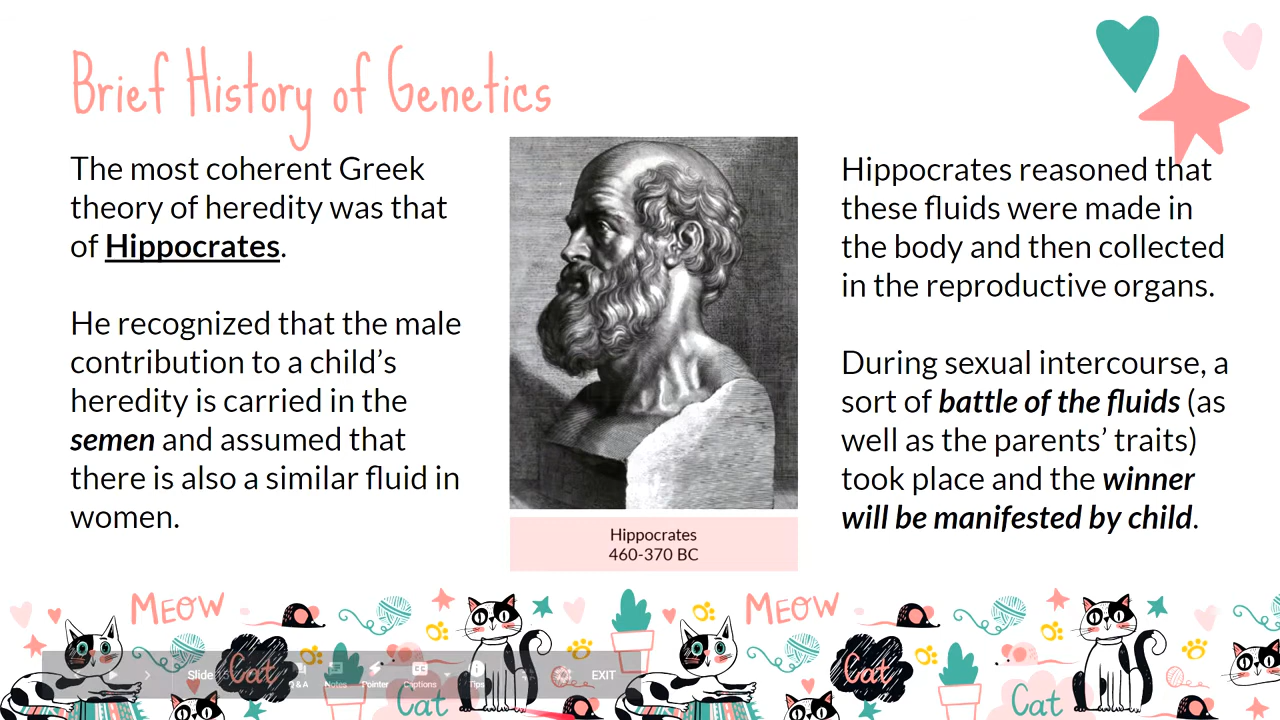 Brief History of Genetics
The most coherent Greek
theory of heredity was that
of Hippocrates.
He recognized that the male
contribution to a child's
heredity is carried in the
semen and assumed that
there is also a similar fluid in
women.
Hippocrates
460-370 BC
Hippocrates reasoned that
these fluids were made in
the body and then collected
in the reproductive organs.
During sexual intercourse, a
sort of battle of the fluids (as
well as the parents' traits)
took place and the winner
will be manifested by child.
MEOW
MEOW
Cat
Cat
Slide
Notes
Pointer
Captions
Tips
EXIT
Cat
Cat